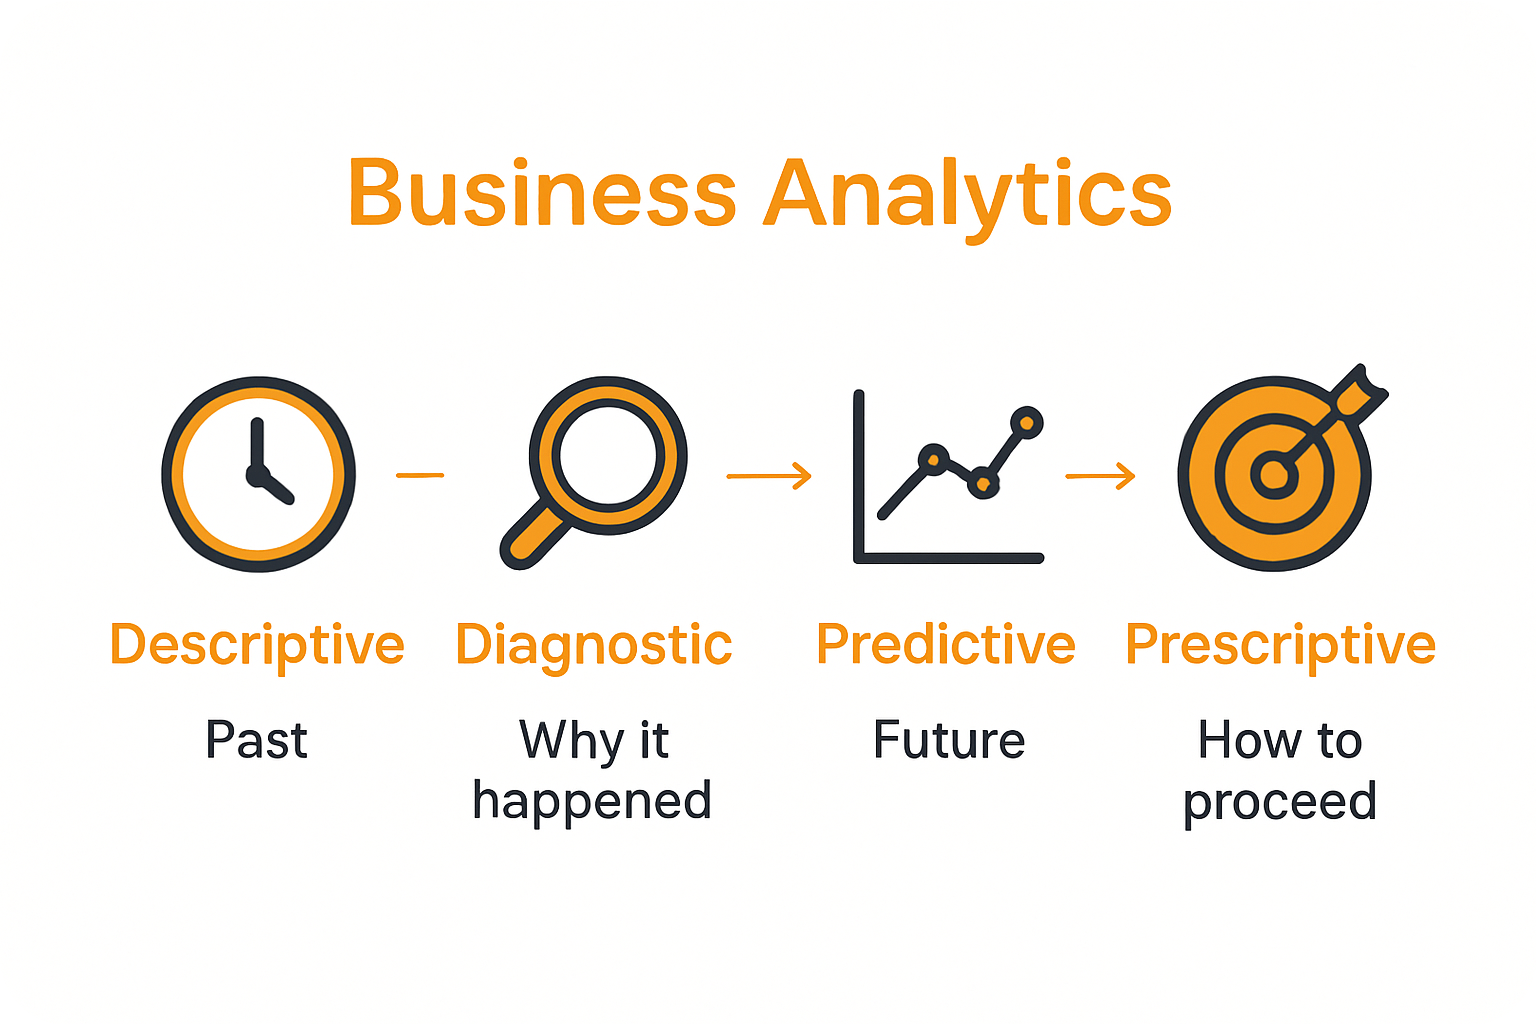 Business Analytics
Descriptive
Diagnostic
Predictive
Prescriptive
Past
Why it
happened
Future
How to
proceed